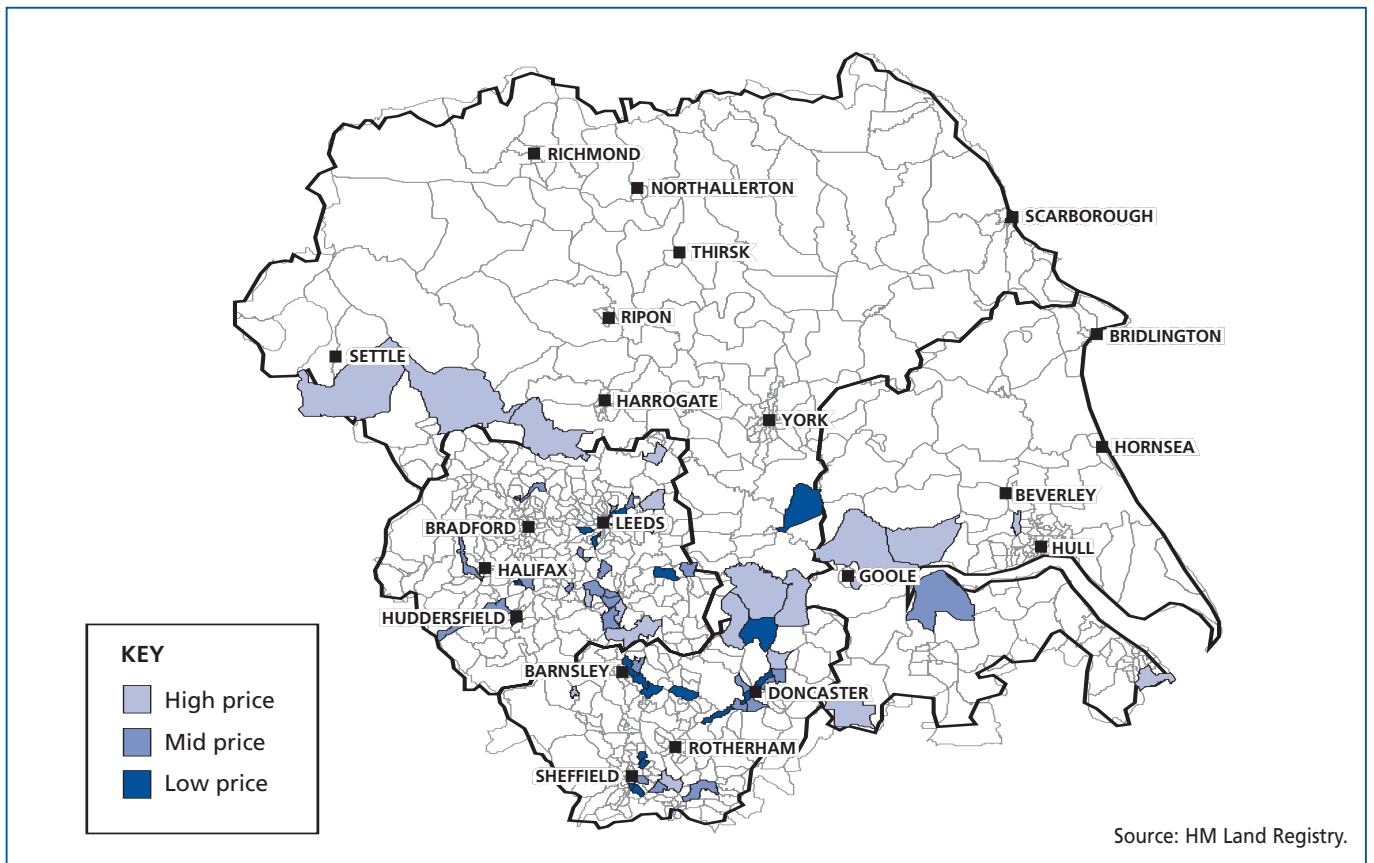 RICHMOND
NORTHALLERTON
SCARBOROUGH
THIRSK
RIPON
BRIDLINGTON
SETTLE
HARROGATE
YORK
HORNSEA
BEVERLEY
BRADFORD
LEEDS
HULL
HALIFAX
GOOLE
HUDDERSFIELD
BARNSLEY
DONCASTER
ROTHERHAM
SHEFFIELD
KEY
High price
Mid price
Low price
Source: HM Land Registry.